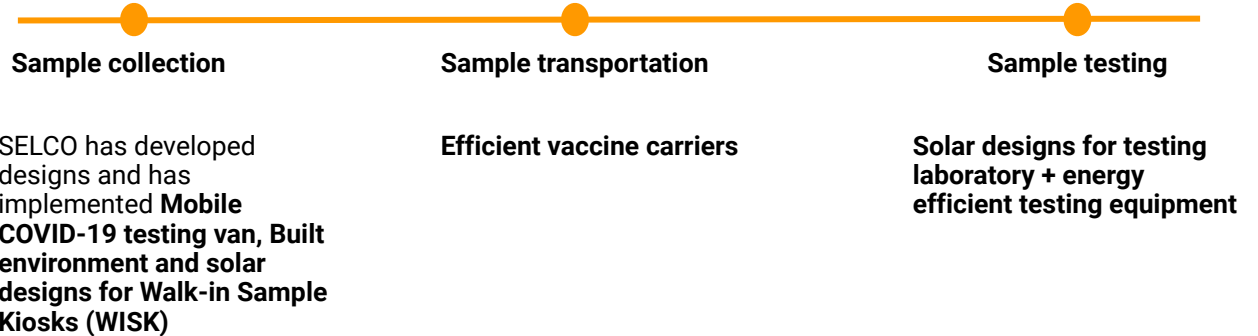 Sample collection
Sample transportation
Sample testing
SELCO has developed
designs and has
implemented Mobile
COVID-19 testing van, Built
environment and solar
designs for Walk-in Sample
Kiosks (WISK)
Efficient vaccine carriers
Solar designs for testing
laboratory + energy
efficient testing equipment